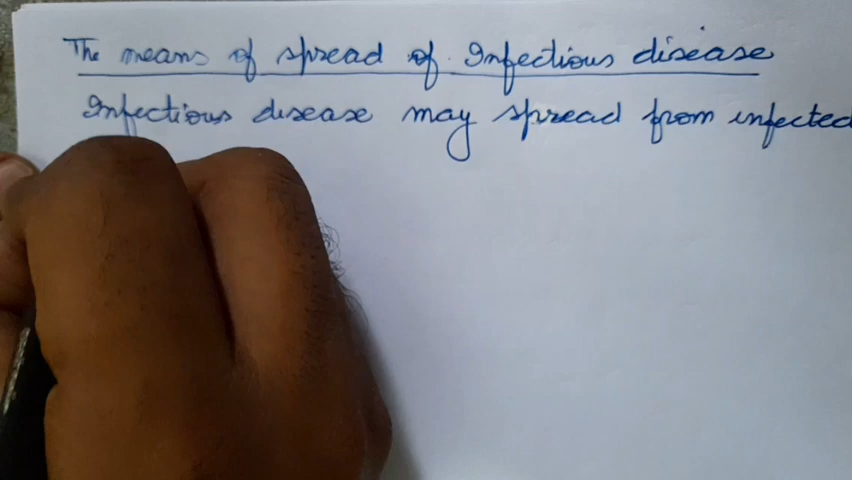 The means of spread of Infectious disease
Infectious disease may spread from infected